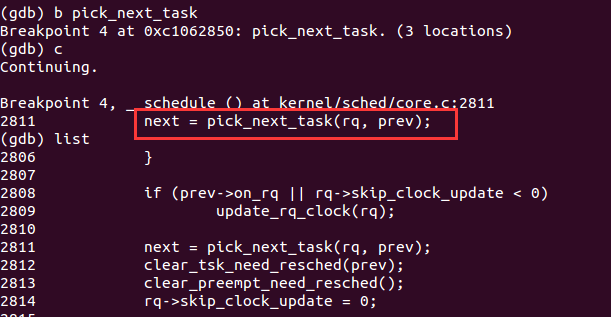 (gdb) b pick_next_task
Breakpoint 4 at 0xc1062850: pick_next_task. (3 locations)
(gdb) c
Continuing.
Breakpoint 4, __schedule () at kernel/sched/core.c:2811
2811 next = pick_next_task(rq, prev);
(gdb) list
2806 }
2807
2808 if (prev->on_rq || rq->skip_clock_update < 0)
2809 update_rq_clock(rq);
2810
2811 next = pick_next_task(rq, prev);
2812 clear_tsk_need_resched(prev);
2813 clear_preempt_need_resched();
2814 rq->skip_clock_update = 0;